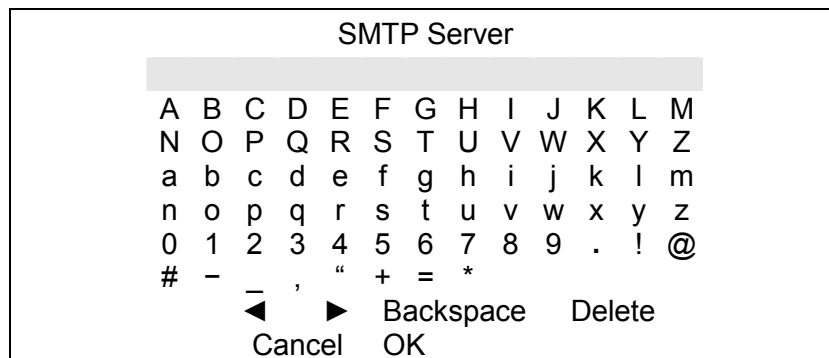 SMTP Server
A B C D E F G H I J K L M
N O P Q R S T U V W X Y Z
a b c d e f g h i j k l m
n o p q r s t u v w x y z
0 1 2 3 4 5 6 7 8 9 . ! @
# − _ , “ + = *
◄ ► Backspace Delete
Cancel OK